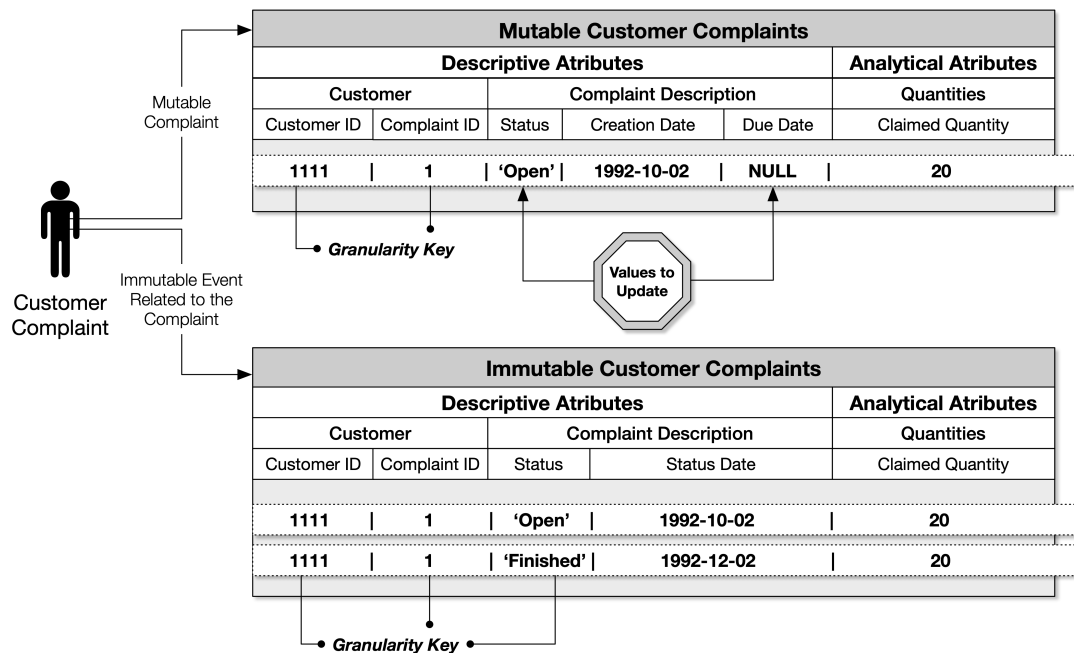 Mutable Customer Complaints
Descriptive Atributes Analytical Atributes
Customer Complaint Description Quantities
Customer ID Complaint ID Status Creation Date Due Date Claimed Quantity
1111 | 1 | ‘Open’ | 1992-10-02 | NULL | 20
Mutable
Complaint
Granularity Key
Values to
Update
Customer
Complaint
Immutable Event
Related to the
Complaint
Immutable Customer Complaints
Descriptive Atributes Analytical Atributes
Customer Complaint Description Quantities
Customer ID Complaint ID Status Status Date Claimed Quantity
1111 | 1 | ‘Open’ | 1992-10-02 | 20
1111 | 1 | ‘Finished’ | 1992-12-02 | 20
Granularity Key